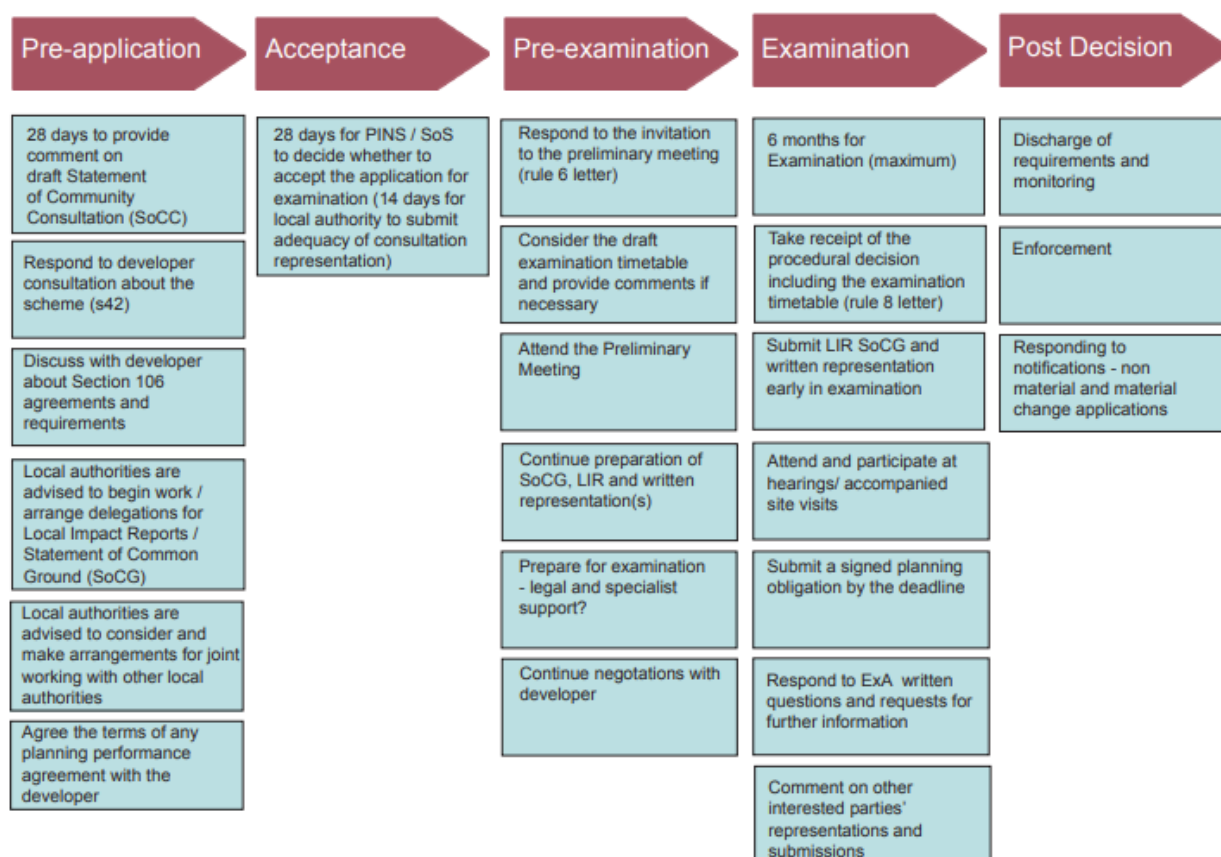 Pre-application
Acceptance
Pre-examination
Examination
Post Decision
28 days to provide
comment on
draft Statement
of Community
Consultation (SoCC)
Respond to developer
consultation about the
scheme (s42)
Discuss with developer
about Section 106
agreements and
requirements
Local authorities are
advised to begin work /
arrange delegations for
Local Impact Reports /
Statement of Common
Ground (SoCG)
Local authorities are
advised to consider and
make arrangements for joint
working with other local
authorities
Agree the terms of any
planning performance
agreement with the
developer
28 days for PINS / SoS
to decide whether to
accept the application for
examination (14 days for
local authority to submit
adequacy of consultation
representation)
Respond to the invitation
to the preliminary meeting
(rule 6 letter)
Consider the draft
examination timetable
and provide comments if
necessary
Attend the Preliminary
Meeting
Continue preparation of
SoCG, LIR and written
representation(s)
Prepare for examination
- legal and specialist
support?
Continue negotations with
developer
6 months for
Examination (maximum)
Take receipt of the
procedural decision
including the examination
timetable (rule 8 letter)
Submit LIR SoCG and
written representation
early in examination
Attend and participate at
hearings/ accompanied
site visits
Submit a signed planning
obligation by the deadline
Respond to ExA written
questions and requests for
further information
Comment on other
interested parties'
representations and
submissions
Discharge of
requirements and
monitoring
Enforcement
Responding to
notifications - non
material and material
change applications